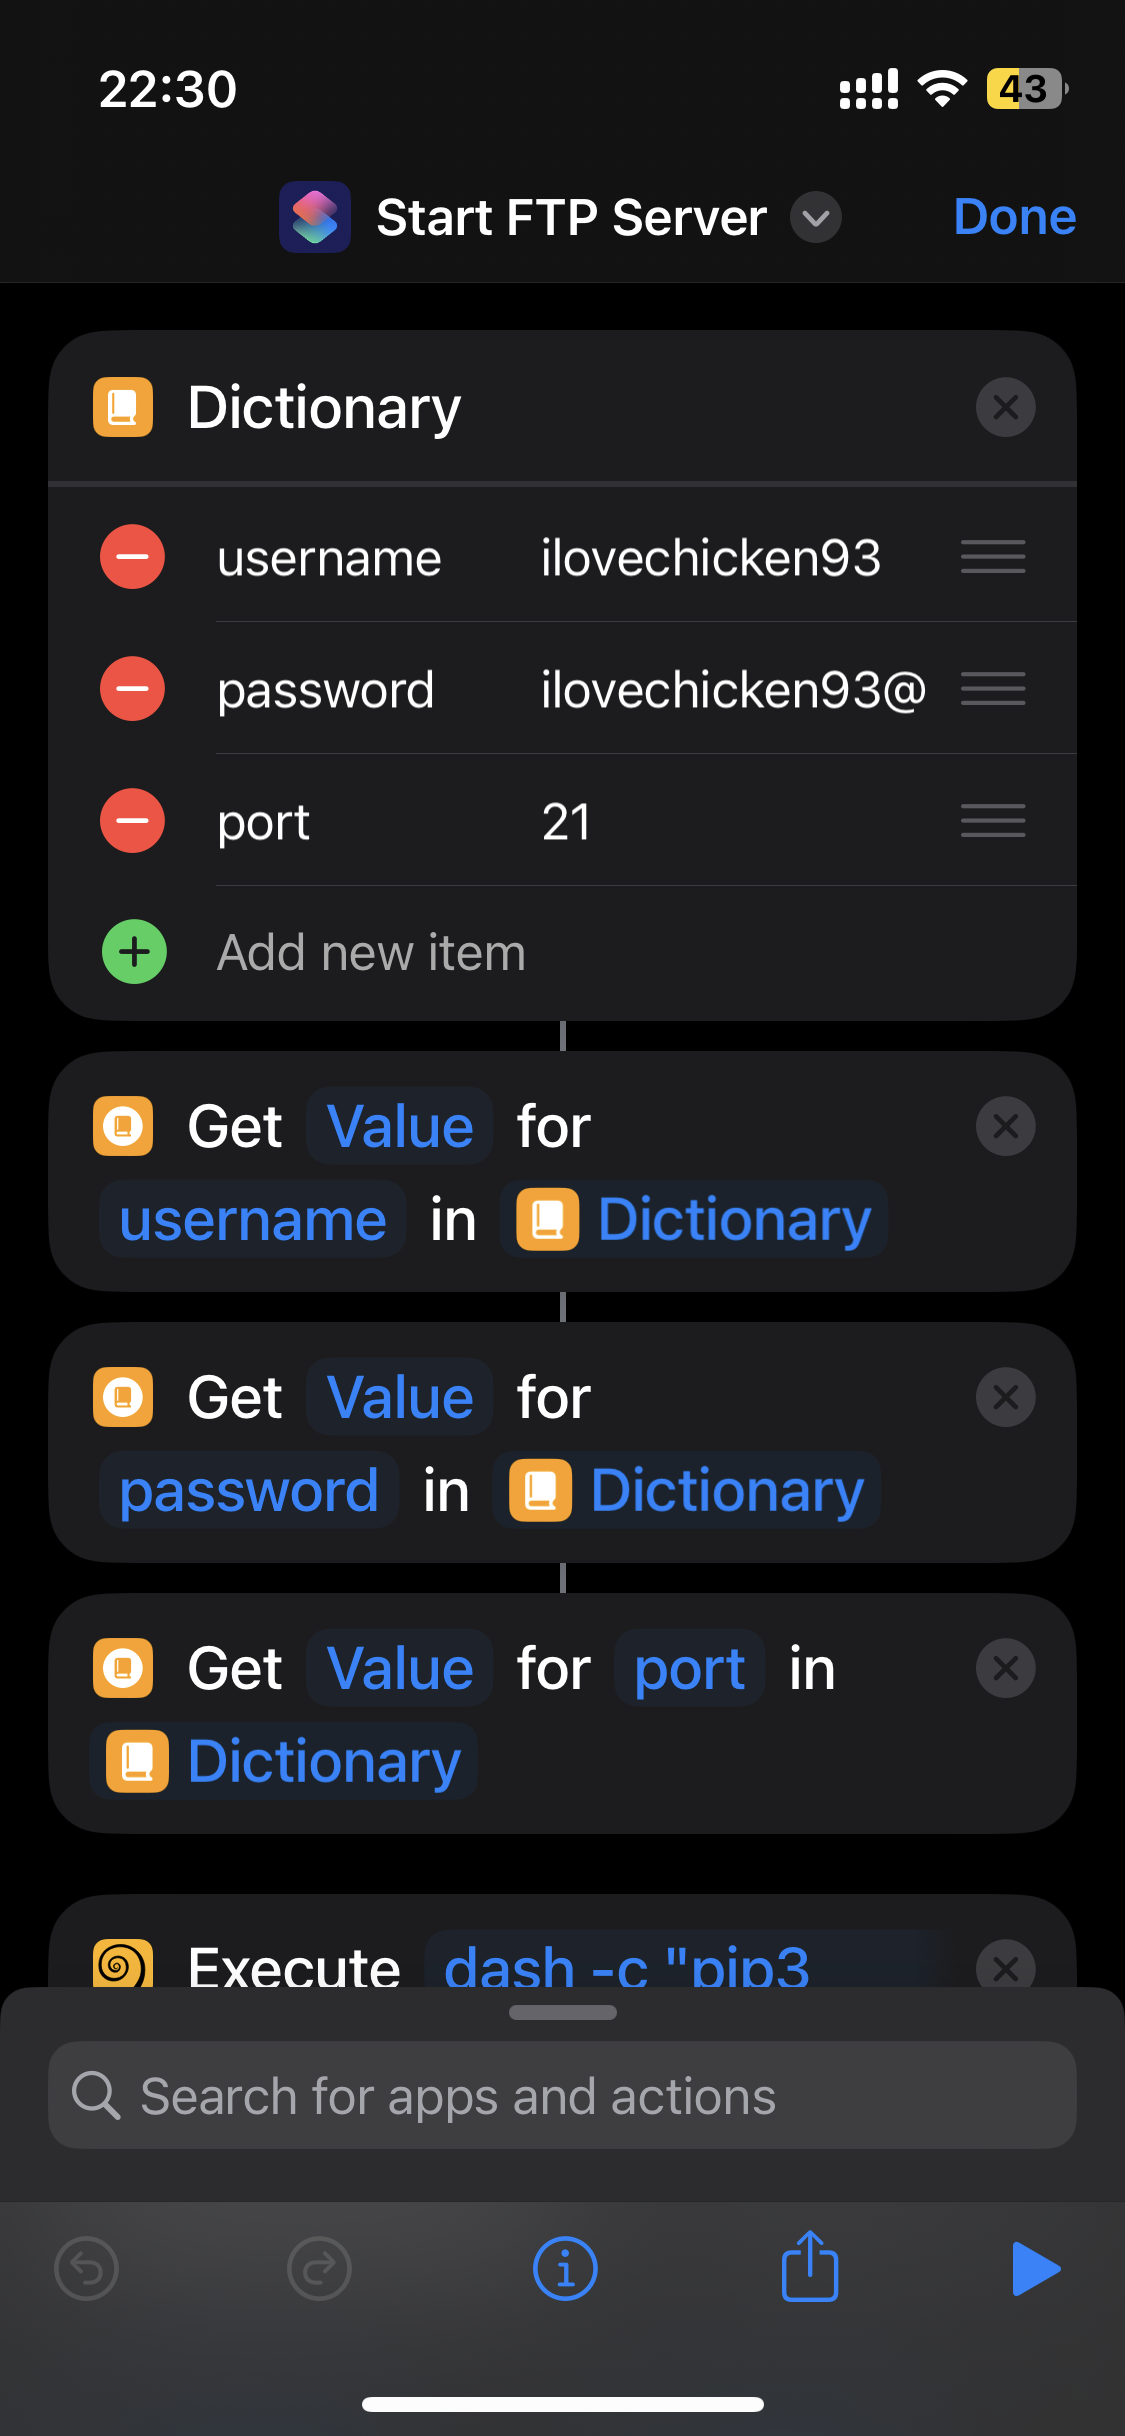 22:30
43
Start FTP Server
Done
Dictionary
username ilovechicken93
password ilovechicken93@
port 21
Add new item
Get Value for
username in Dictionary
Get Value for
password in Dictionary
Get Value for port in
Dictionary
Execute dash -c "pip3
Search for apps and actions